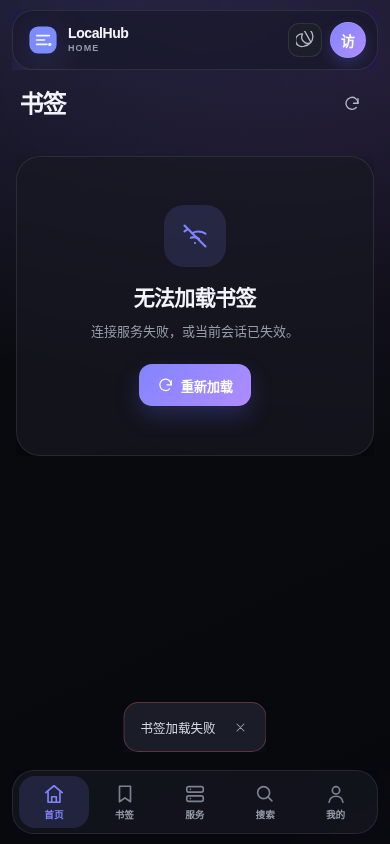 LocalHub
HOME
访
书签
无法加载书签
连接服务失败，或当前会话已失效。
重新加载
书签加载失败
首页
书签
服务
搜索
我的